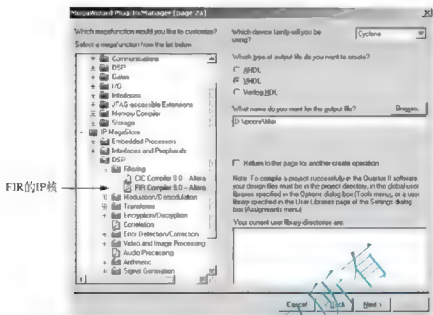 MegaWizard Plug-In Manager [page 2a]
Which megafunction would you like to customize?
Select a megafunction from the list below
Communications
DSP
Gates
I/O
Interfaces
JTAG-accessible Extensions
Memory Compiler
Storage
IP MegaStore
Embedded Processors
Interfaces and Peripherals
DSP
Filtering
CIC Compiler 9.0 - Altera
FIR Compiler 9.0 - Altera
Modulation/Demodulation
Transforms
Encryption/Decryption
Correlation
Error Detection/Correction
Video and Image Processing
Audio Processing
Arithmetic
Signal Generation
FIR的IP核
Which device family will you be using?
Cyclone
Which type of output file do you want to create?
AHDL
VHDL
Verilog HDL
What name do you want for the output file?
Browse...
Return to this page for another create operation
Note: To compile a project successfully in the Quartus II software,
your design files must be in the project directory, in the global user
libraries specified in the Options dialog box (Tools menu), or a user
library specified in the User Libraries page of the Settings dialog
box (Assignments menu).
Your current user library directories are:
Cancel
Back
Next >